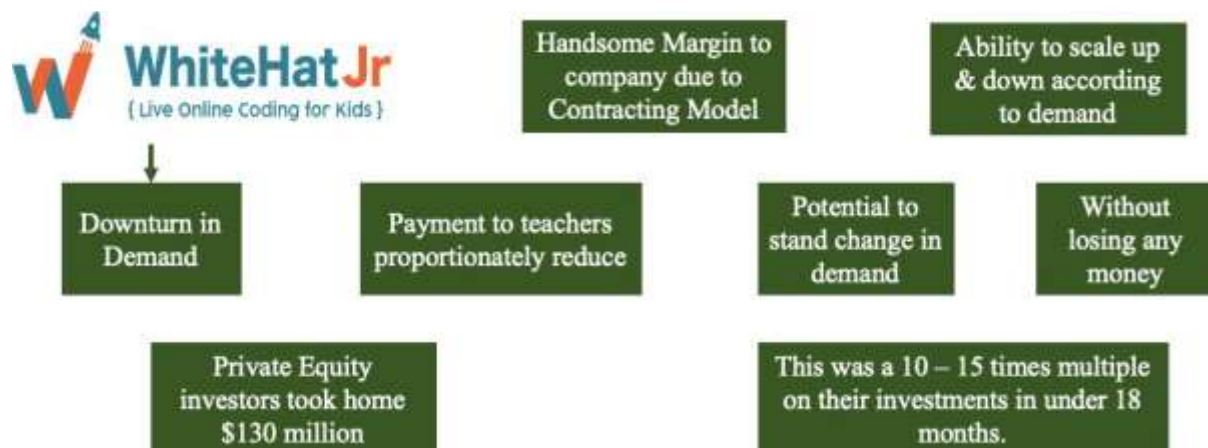 WhiteHat Jr
{ Live Online Coding for Kids }
Handsome Margin to
company due to
Contracting Model
Ability to scale up
& down according
to demand
Downturn in
Demand
Payment to teachers
proportionately reduce
Potential to
stand change in
demand
Without
losing any
money
Private Equity
investors took home
$130 million
This was a 10 – 15 times multiple
on their investments in under 18
months.